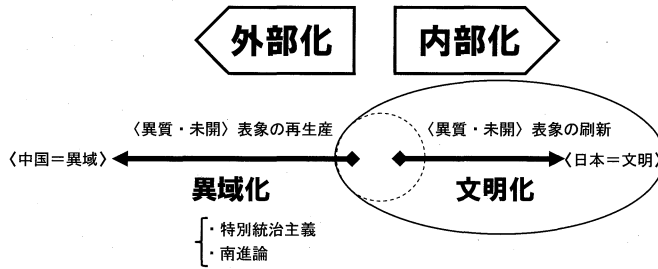 外部化
内部化
〈異質・未開〉表象の再生産
〈異質・未開〉表象の刷新
〈中国＝異域〉
〈日本＝文明〉
異域化
文明化
・特別統治主義
・南進論